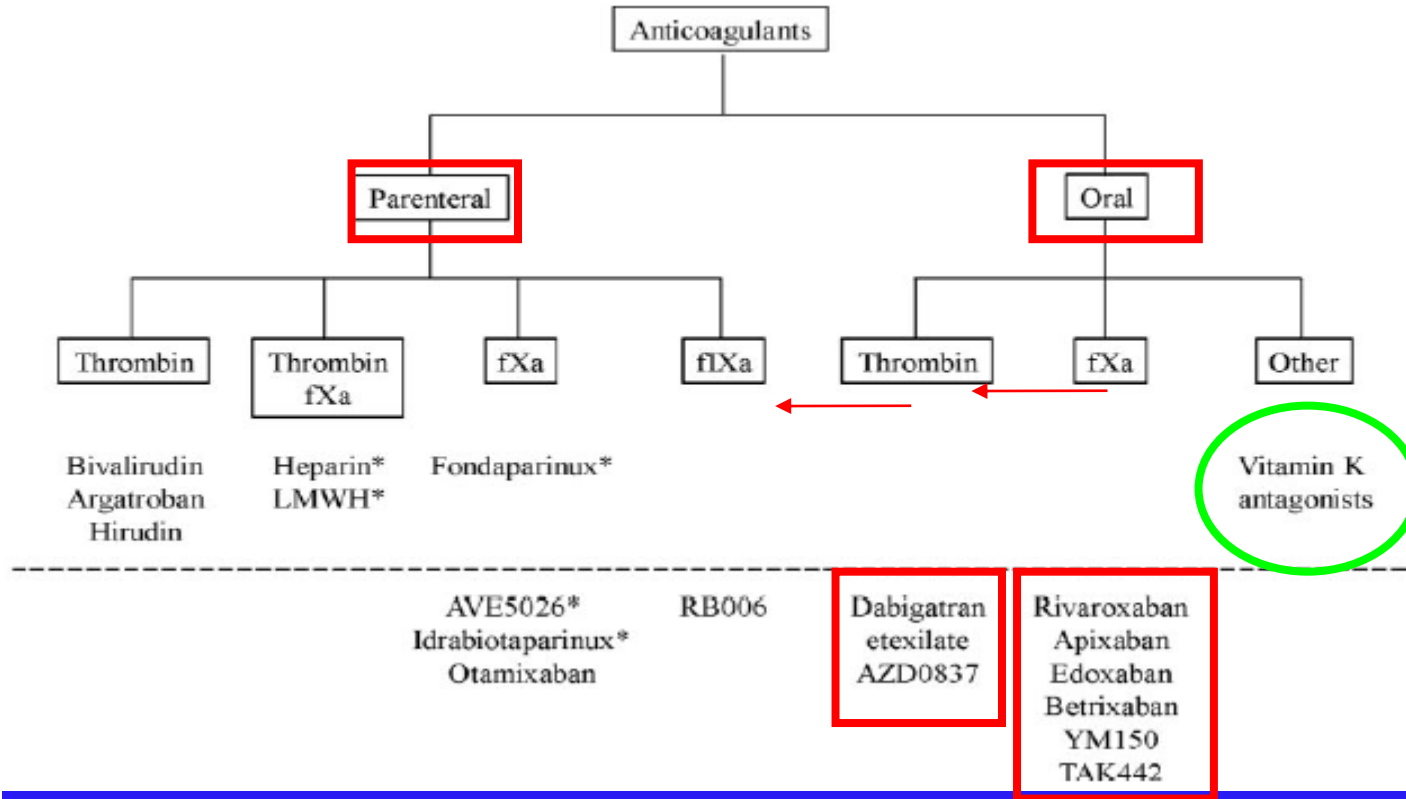 Anticoagulants
Parenteral
Oral
Thrombin
Thrombin
fXa
fXa
fIXa
Thrombin
fXa
Other
Bivalirudin
Argatroban
Hirudin
Heparin*
LMWH*
Fondaparinux*
Vitamin K
antagonists
AVE5026*
Idrabiotaparinux*
Otamixaban
RB006
Dabigatran
etexilate
AZD0837
Rivaroxaban
Apixaban
Edoxaban
Betrixaban
YM150
TAK442